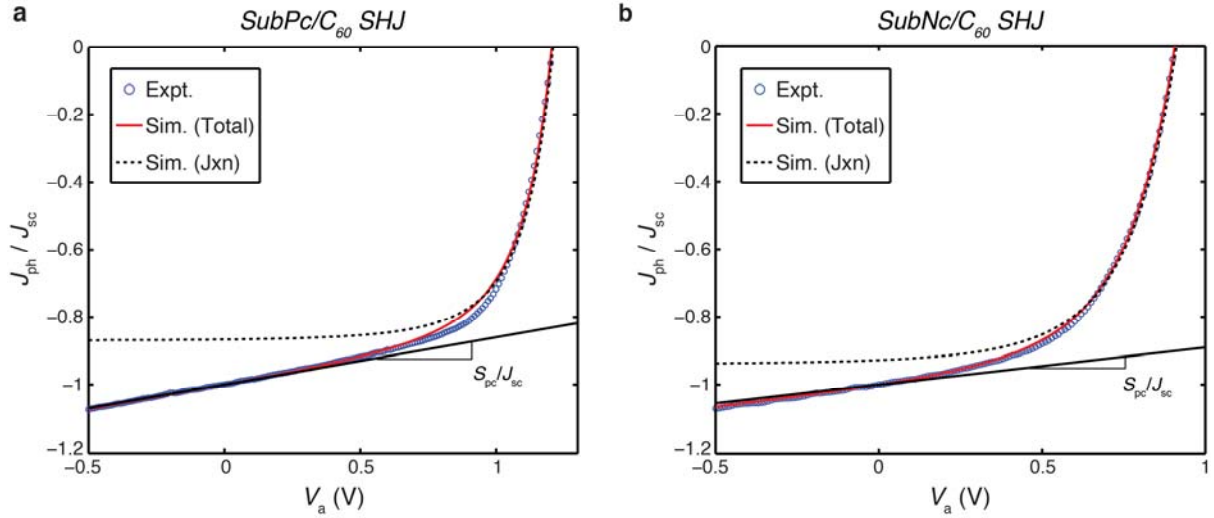 a
SubPc/C60 SHJ
0
−0.2
−0.4
−0.6
−0.8
−1
−1.2
Jph / Jsc
Expt.
Sim. (Total)
Sim. (Jxn)
Spc/Jsc
−0.5
0
0.5
1
Va (V)
b
SubNc/C60 SHJ
0
−0.2
−0.4
−0.6
−0.8
−1
−1.2
Jph / Jsc
Expt.
Sim. (Total)
Sim. (Jxn)
Spc/Jsc
−0.5
0
0.5
1
Va (V)